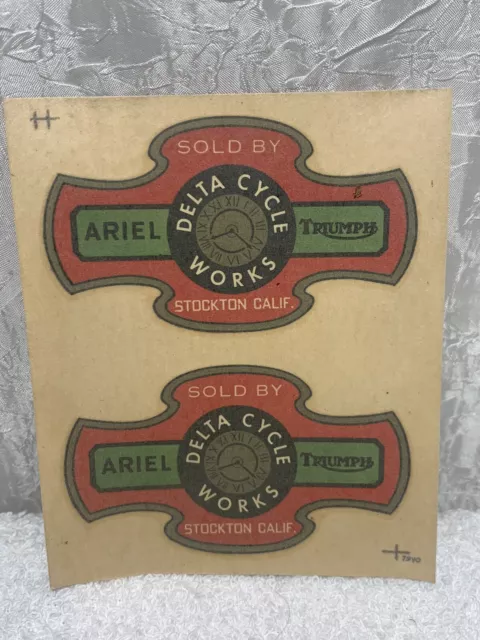 SOLD BY
DELTA CYCLE
ARIEL
TRIUMPH
WORKS
STOCKTON CALIF.
SOLD BY
DELTA CYCLE
ARIEL
TRIUMPH
WORKS
STOCKTON CALIF.